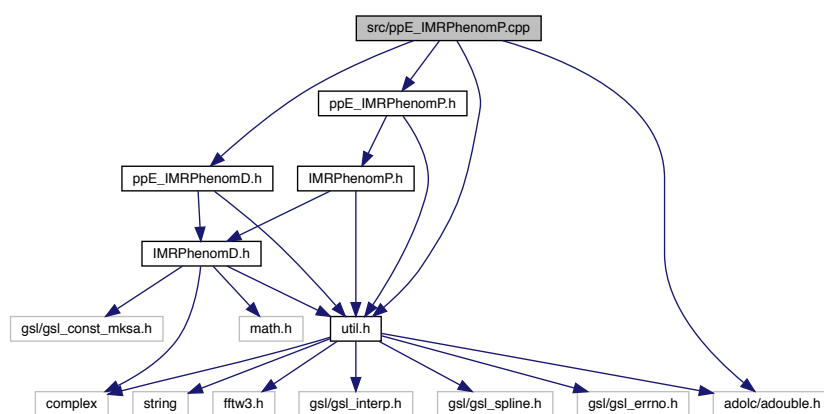 src/ppE_IMRPhenomP.cpp
ppE_IMRPhenomP.h
ppE_IMRPhenomD.h
IMRPhenomP.h
IMRPhenomD.h
gsl/gsl_const_mksa.h
math.h
util.h
complex
string
fftw3.h
gsl/gsl_interp.h
gsl/gsl_spline.h
gsl/gsl_errno.h
adolc/adouble.h